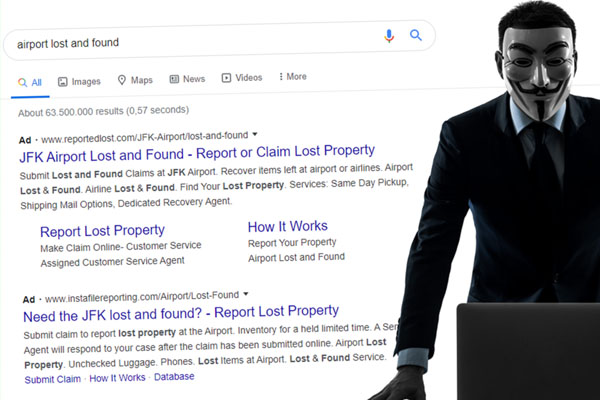 airport lost and found
All Images Maps News Videos More
About 63.500.000 results (0,57 seconds)
Ad · www.reportedlost.com/JFK-Airport/lost-and-found
JFK Airport Lost and Found - Report or Claim Lost Property
Submit Lost and Found Claims at JFK Airport. Recover items left at airport or airlines. Airport
Lost & Found. Airline Lost & Found. Find Your Lost Property. Services: Same Day Pickup,
Shipping Mail Options, Dedicated Recovery Agent.
Report Lost Property
Make Claim Online- Customer Service
Assigned Customer Service Agent
How It Works
Report Your Property
Airport Lost and Found
Ad · www.instafilereporting.com/Airport/Lost-Found
Need the JFK lost and found? - Report Lost Property
Submit claim to report lost property at the Airport. Inventory for a held limited time. A
Agent will respond to your case after the claim has been submitted online. Airport Lost
Property. Unchecked Luggage. Phones. Lost Items at Airport. Lost & Found Service.
Submit Claim · How It Works · Database